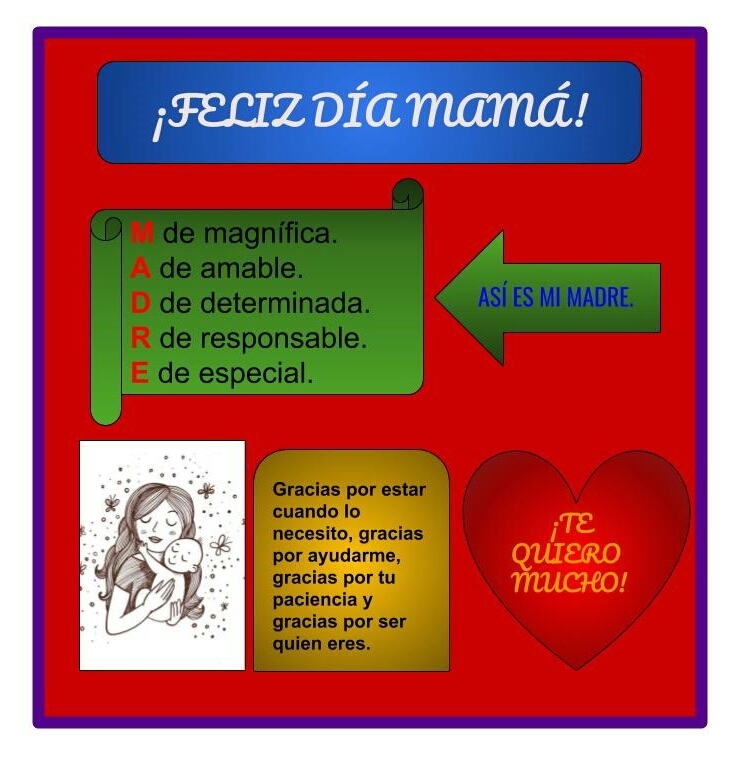 ¡FELIZ DÍA MAMÁ!
M de magnífica.
A de amable.
D de determinada.
R de responsable.
E de especial.
ASÍ ES MI MADRE.
Gracias por estar
cuando lo
necesito, gracias
por ayudarme,
gracias por tu
paciencia y
gracias por ser
quien eres.
¡TE
QUIERO
MUCHO!